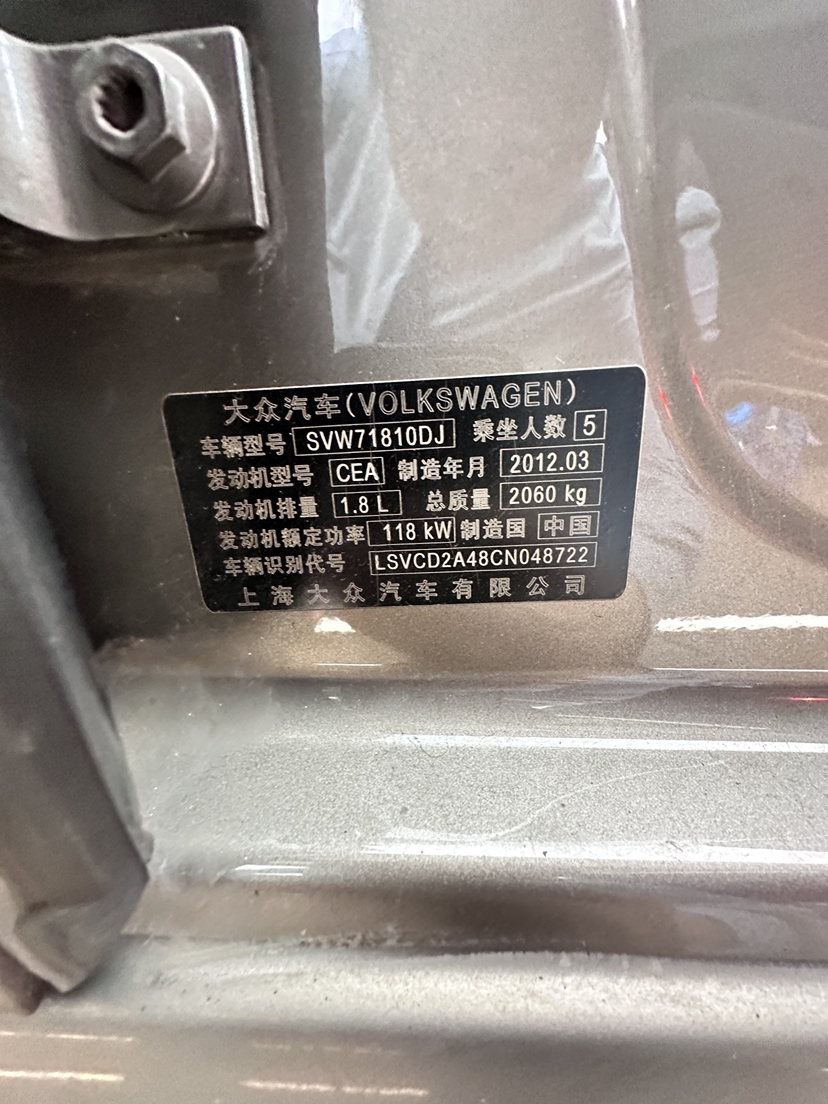 大众汽车(VOLKSWAGEN)
车辆型号 SVW71810DJ 乘坐人数 5
发动机型号 CEA 制造年月 2012.03
发动机排量 1.8 L 总质量 2060 kg
发动机额定功率 118 kW 制造国 中国
车辆识别代号 LSVCD2A48CN048722
上海大众汽车有限公司